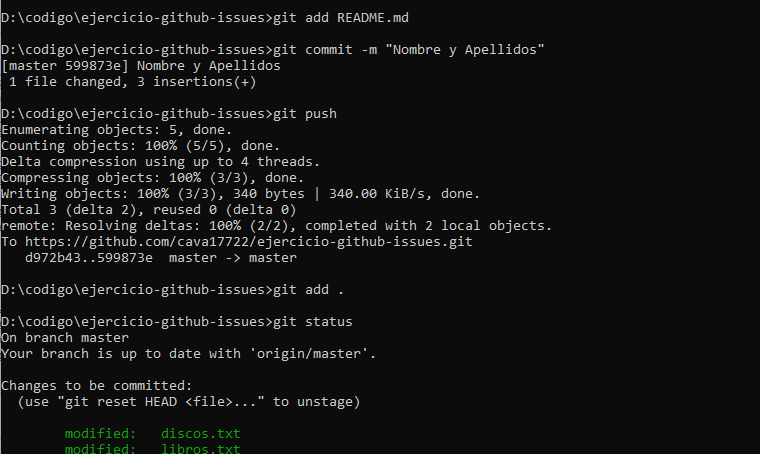 D:\codigo\ejercicio-github-issues>git add README.md
D:\codigo\ejercicio-github-issues>git commit -m "Nombre y Apellidos"
[master 599873e] Nombre y Apellidos
 1 file changed, 3 insertions(+)
D:\codigo\ejercicio-github-issues>git push
Enumerating objects: 5, done.
Counting objects: 100% (5/5), done.
Delta compression using up to 4 threads.
Compressing objects: 100% (3/3), done.
Writing objects: 100% (3/3), 340 bytes | 340.00 KiB/s, done.
Total 3 (delta 2), reused 0 (delta 0)
remote: Resolving deltas: 100% (2/2), completed with 2 local objects.
To https://github.com/cava17722/ejercicio-github-issues.git
   d972b43..599873e  master -> master
D:\codigo\ejercicio-github-issues>git add .
D:\codigo\ejercicio-github-issues>git status
On branch master
Your branch is up to date with 'origin/master'.
Changes to be committed:
  (use "git reset HEAD <file>..." to unstage)
        modified:   discos.txt
        modified:   libros.txt